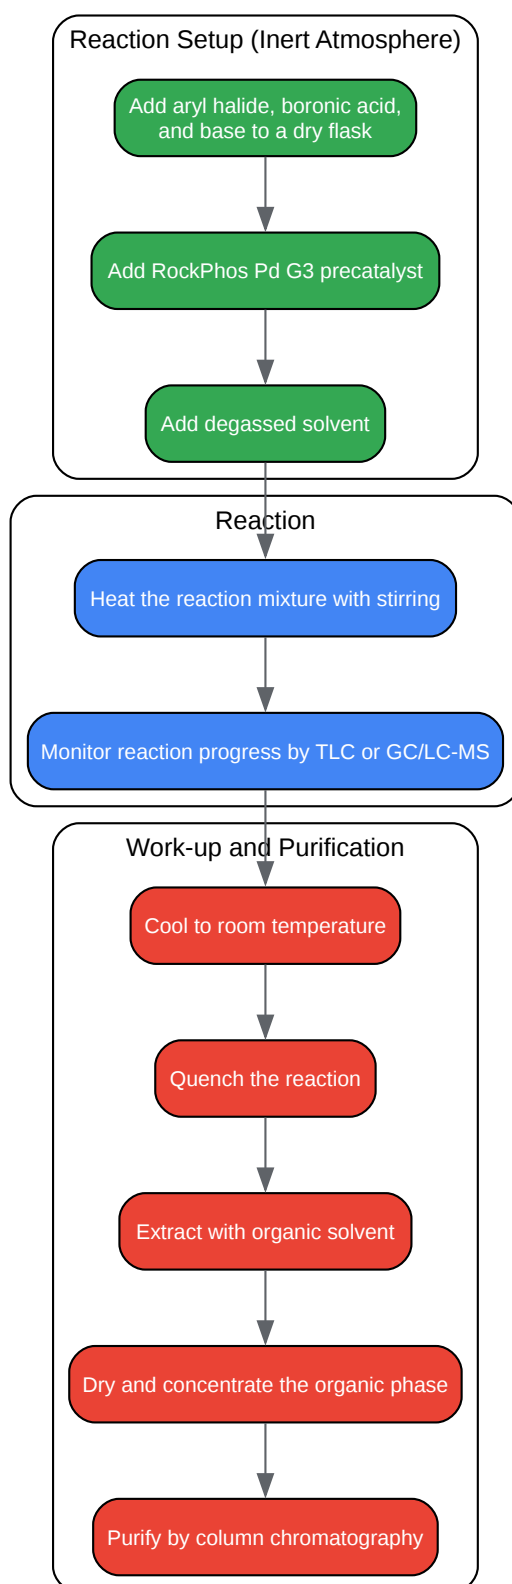 Reaction Setup (Inert Atmosphere)
Add aryl halide, boronic acid,
and base to a dry flask
Add RockPhos Pd G3 precatalyst
Add degassed solvent
Reaction
Heat the reaction mixture with stirring
Monitor reaction progress by TLC or GC/LC-MS
Work-up and Purification
Cool to room temperature
Quench the reaction
Extract with organic solvent
Dry and concentrate the organic phase
Purify by column chromatography